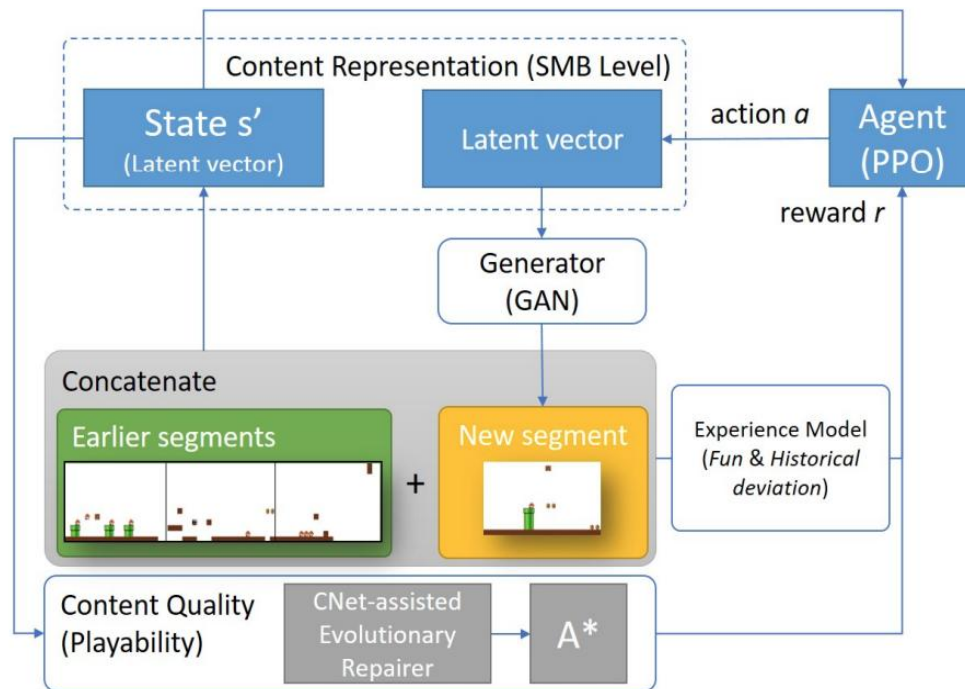 Content Representation (SMB Level)
State s’
(Latent vector)
Latent vector
action a
Agent
(PPO)
reward r
Generator
(GAN)
Concatenate
Earlier segments
+
New segment
Experience Model
(Fun & Historical
deviation)
Content Quality
(Playability)
CNet-assisted
Evolutionary
Repairer
A*